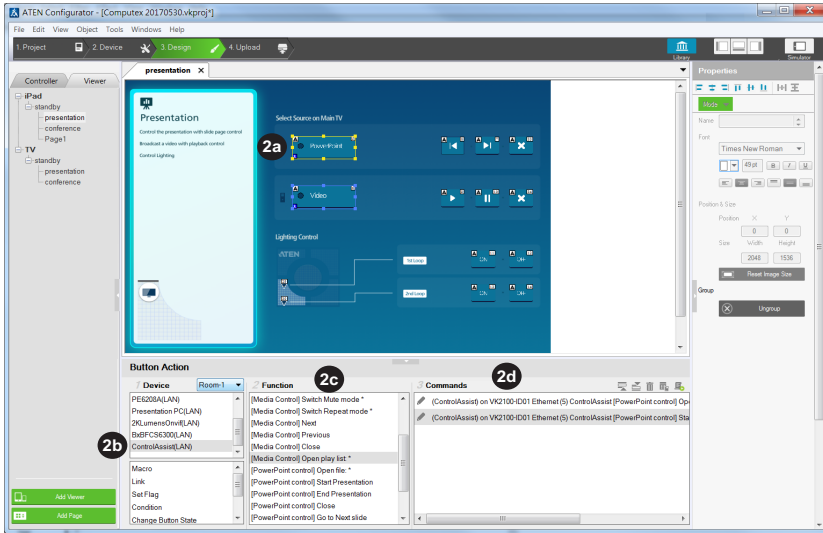 ATEN Configurator - [Computex 20170530.vkproj*]
File Edit View Object Tools Windows Help
1. Project 2. Device 3. Design 4. Upload Library Simulator
Controller Viewer
iPad
standby
presentation
conference
Page1
TV
standby
presentation
conference
Add Viewer
Add Page
presentation X
Presentation
Control the presentation with slide page control
Broadcast a video with playback control
Control Lighting
Select Source on Main TV
2a
PowerPoint
Video
Lighting Control
ATEN
1st Loop ON OFF
2nd Loop ON OFF
Properties
Mode
Name
Font
Times New Roman
49 pt B I U
Position & Size
Position X Y
0 0
Size Width Height
2048 1536
Reset Image Size
Group
Ungroup
Button Action
1 Device Room-1
2b
PE6208A(LAN)
Presentation PC(LAN)
2KLumensOnvif(LAN)
BxBFCS6300(LAN)
ControlAssist(LAN)
Macro
Link
Set Flag
Condition
Change Button State
2 Function
2c
[Media Control] Switch Mute mode *
[Media Control] Switch Repeat mode *
[Media Control] Next
[Media Control] Previous
[Media Control] Close
[Media Control] Open play list: *
[PowerPoint control] Open file: *
[PowerPoint control] Start Presentation
[PowerPoint control] End Presentation
[PowerPoint control] Close
[PowerPoint control] Go to Next slide
3 Commands
2d
(ControlAssist) on VK2100-HD01 Ethernet (5) ControlAssist [PowerPoint control] Ope
(ControlAssist) on VK2100-HD01 Ethernet (5) ControlAssist [PowerPoint control] Sta